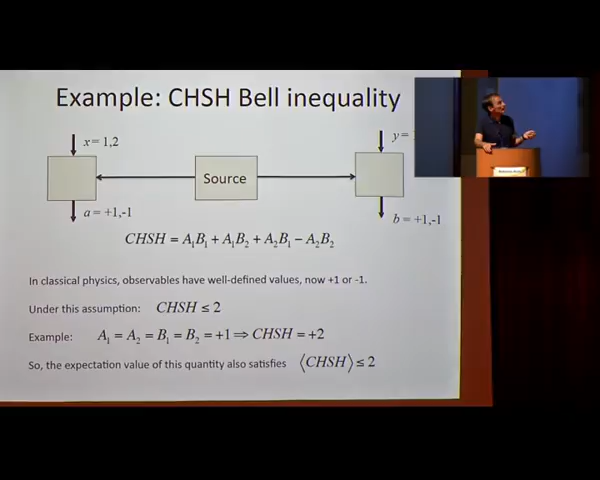 Example: CHSH Bell inequality
x= 1,2
y=
Source
a = +1,-1
b = +1,-1
CHSH = A₁B₁ + A₁B₂ + A₂B₁ − A₂B₂
In classical physics, observables have well-defined values, now +1 or -1.
Under this assumption: CHSH ≤ 2
Example: A₁ = A₂ = B₁ = B₂ = +1 ⇒ CHSH = +2
So, the expectation value of this quantity also satisfies ⟨CHSH⟩ ≤ 2